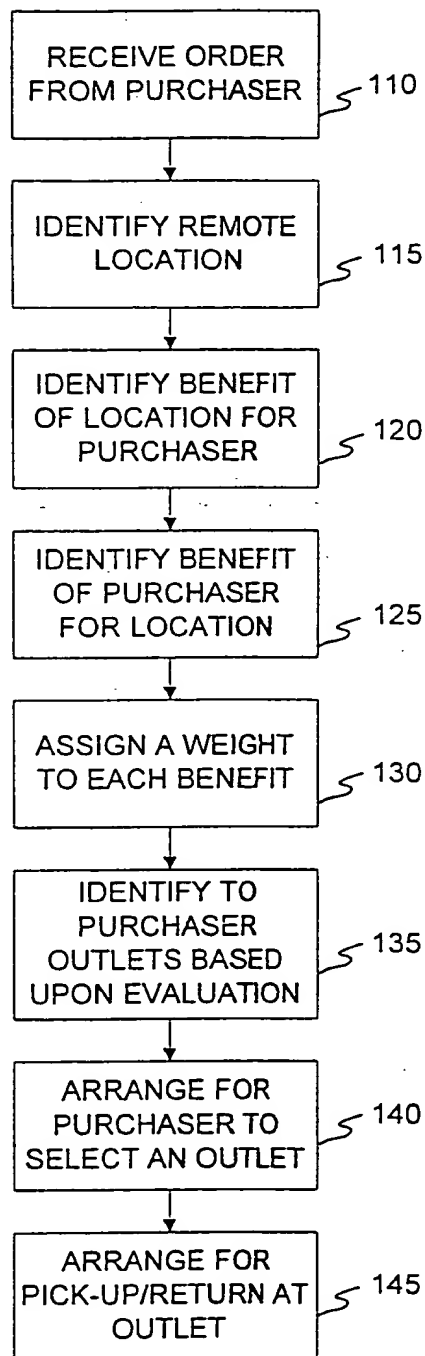 RECEIVE ORDER
FROM PURCHASER
110
IDENTIFY REMOTE
LOCATION
115
IDENTIFY BENEFIT
OF LOCATION FOR
PURCHASER
120
IDENTIFY BENEFIT
OF PURCHASER
FOR LOCATION
125
ASSIGN A WEIGHT
TO EACH BENEFIT
130
IDENTIFY TO
PURCHASER
OUTLETS BASED
UPON EVALUATION
135
ARRANGE FOR
PURCHASER TO
SELECT AN OUTLET
140
ARRANGE FOR
PICK-UP/RETURN AT
OUTLET
145